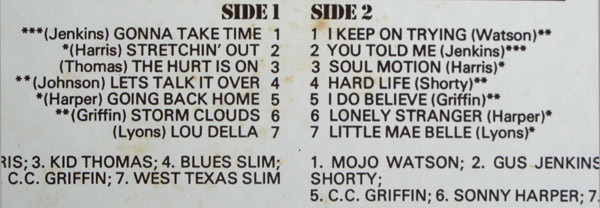 SIDE 1
***(Jenkins) GONNA TAKE TIME 1
*(Harris) STRETCHIN' OUT 2
(Thomas) THE HURT IS ON 3
**(Johnson) LETS TALK IT OVER 4
*(Harper) GOING BACK HOME 5
**(Griffin) STORM CLOUDS 6
(Lyons) LOU DELLA 7
RIS; 3. KID THOMAS; 4. BLUES SLIM;
C.C. GRIFFIN; 7. WEST TEXAS SLIM
SIDE 2
1 I KEEP ON TRYING (Watson)**
2 YOU TOLD ME (Jenkins)***
3 SOUL MOTION (Harris)*
4 HARD LIFE (Shorty)**
5 I DO BELIEVE (Griffin)**
6 LONELY STRANGER (Harper)*
7 LITTLE MAE BELLE (Lyons)*
1. MOJO WATSON; 2. GUS JENKINS
SHORTY;
5. C.C. GRIFFIN; 6. SONNY HARPER; 7.